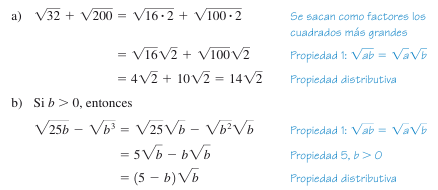 a) √32 + √200 = √16·2 + √100·2 Se sacan como factores los
cuadrados más grandes
= √16√2 + √100√2 Propiedad 1: √ab = √a√b
= 4√2 + 10√2 = 14√2 Propiedad distributiva
b) Si b > 0, entonces
√25b − √b³ = √25√b − √b²√b Propiedad 1: √ab = √a√b
= 5√b − b√b Propiedad 5, b > 0
= (5 − b)√b Propiedad distributiva